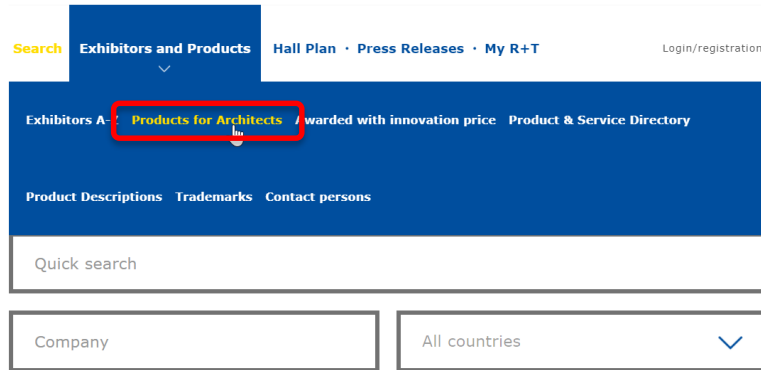 Search Exhibitors and Products Hall Plan · Press Releases · My R+T Login/registration
Exhibitors A-Z Products for Architects Awarded with innovation price Product & Service Directory
Product Descriptions Trademarks Contact persons
Quick search
Company All countries